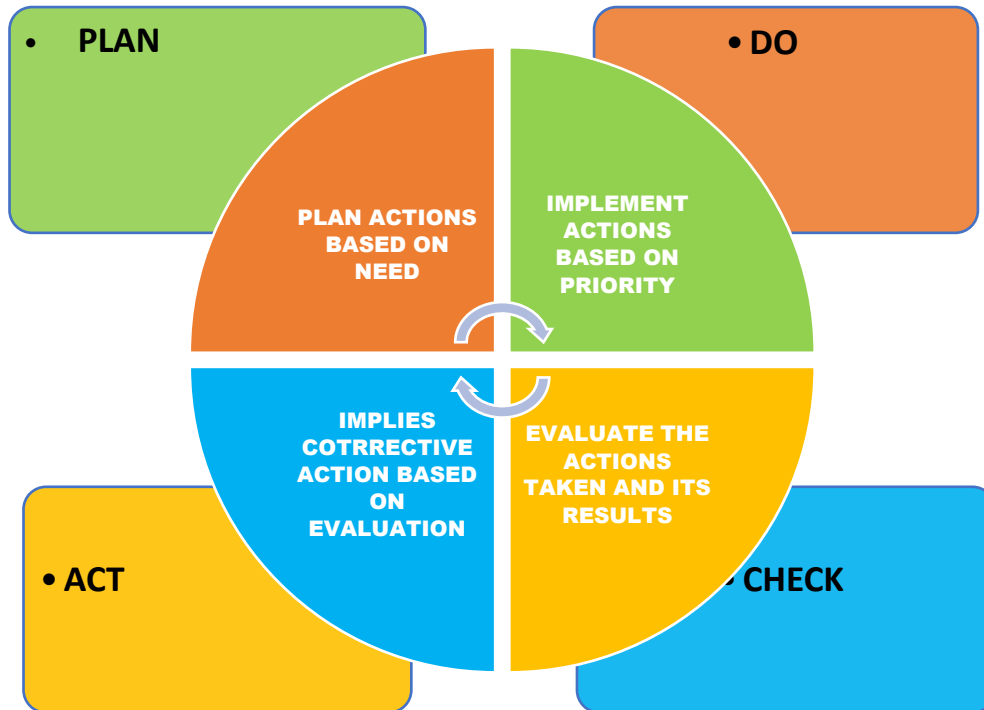 • PLAN
• DO
PLAN ACTIONS
BASED ON
NEED
IMPLEMENT
ACTIONS
BASED ON
PRIORITY
IMPLIES
COTRRECTIVE
ACTION BASED
ON
EVALUATION
EVALUATE THE
ACTIONS
TAKEN AND ITS
RESULTS
• ACT
• CHECK